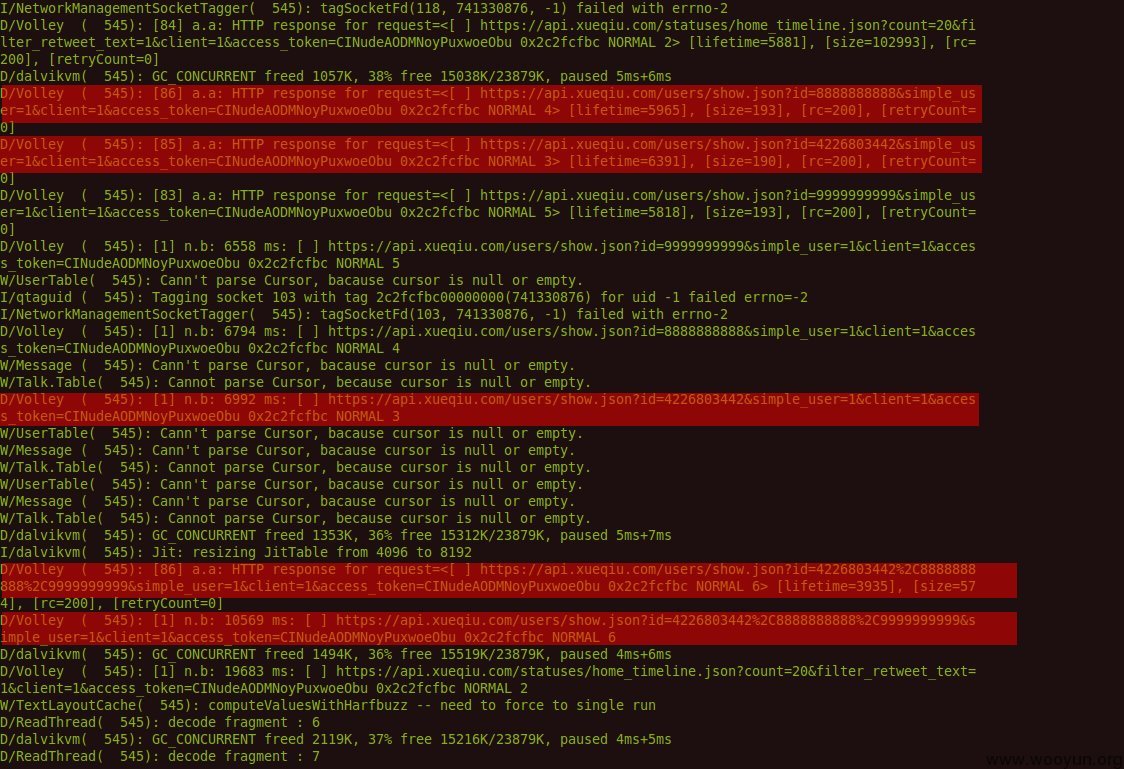 I/NetworkManagementSocketTagger(  545): tagSocketFd(118, 741330876, -1) failed with errno-2
D/Volley  (  545): [84] a.a: HTTP response for request=<[ ] https://api.xueqiu.com/statuses/home_timeline.json?count=20&fi
lter_retweet_text=1&client=1&access_token=CINudeAODMNoyPuxwoeObu 0x2c2fcfbc NORMAL 2> [lifetime=5881], [size=102993], [rc=
200], [retryCount=0]
D/dalvikvm(  545): GC_CONCURRENT freed 1057K, 38% free 15038K/23879K, paused 5ms+6ms
D/Volley  (  545): [86] a.a: HTTP response for request=<[ ] https://api.xueqiu.com/users/show.json?id=8888888888&simple_us
er=1&client=1&access_token=CINudeAODMNoyPuxwoeObu 0x2c2fcfbc NORMAL 4> [lifetime=5965], [size=193], [rc=200], [retryCount=
0]
D/Volley  (  545): [85] a.a: HTTP response for request=<[ ] https://api.xueqiu.com/users/show.json?id=4226803442&simple_us
er=1&client=1&access_token=CINudeAODMNoyPuxwoeObu 0x2c2fcfbc NORMAL 3> [lifetime=6391], [size=190], [rc=200], [retryCount=
0]
D/Volley  (  545): [83] a.a: HTTP response for request=<[ ] https://api.xueqiu.com/users/show.json?id=9999999999&simple_us
er=1&client=1&access_token=CINudeAODMNoyPuxwoeObu 0x2c2fcfbc NORMAL 5> [lifetime=5818], [size=193], [rc=200], [retryCount=
0]
D/Volley  (  545): [1] n.b: 6558 ms: [ ] https://api.xueqiu.com/users/show.json?id=9999999999&simple_user=1&client=1&acces
s_token=CINudeAODMNoyPuxwoeObu 0x2c2fcfbc NORMAL 5
W/UserTable(  545): Cann't parse Cursor, bacause cursor is null or empty.
I/qtaguid (  545): Tagging socket 103 with tag 2c2fcfbc00000000(741330876) for uid -1 failed errno=-2
I/NetworkManagementSocketTagger(  545): tagSocketFd(103, 741330876, -1) failed with errno-2
D/Volley  (  545): [1] n.b: 6794 ms: [ ] https://api.xueqiu.com/users/show.json?id=8888888888&simple_user=1&client=1&acces
s_token=CINudeAODMNoyPuxwoeObu 0x2c2fcfbc NORMAL 4
W/Message (  545): Cann't parse Cursor, bacause cursor is null or empty.
W/Talk.Table(  545): Cannot parse Cursor, because cursor is null or empty.
D/Volley  (  545): [1] n.b: 6992 ms: [ ] https://api.xueqiu.com/users/show.json?id=4226803442&simple_user=1&client=1&acces
s_token=CINudeAODMNoyPuxwoeObu 0x2c2fcfbc NORMAL 3
W/UserTable(  545): Cann't parse Cursor, bacause cursor is null or empty.
W/Message (  545): Cann't parse Cursor, bacause cursor is null or empty.
W/Talk.Table(  545): Cannot parse Cursor, because cursor is null or empty.
W/UserTable(  545): Cann't parse Cursor, bacause cursor is null or empty.
W/Message (  545): Cann't parse Cursor, bacause cursor is null or empty.
W/Talk.Table(  545): Cannot parse Cursor, because cursor is null or empty.
D/dalvikvm(  545): GC_CONCURRENT freed 1353K, 36% free 15312K/23879K, paused 5ms+7ms
I/dalvikvm(  545): Jit: resizing JitTable from 4096 to 8192
D/Volley  (  545): [86] a.a: HTTP response for request=<[ ] https://api.xueqiu.com/users/show.json?id=4226803442%2C8888888
888%2C9999999999&simple_user=1&client=1&access_token=CINudeAODMNoyPuxwoeObu 0x2c2fcfbc NORMAL 6> [lifetime=3935], [size=57
4], [rc=200], [retryCount=0]
D/Volley  (  545): [1] n.b: 10569 ms: [ ] https://api.xueqiu.com/users/show.json?id=4226803442%2C8888888888%2C9999999999&s
imple_user=1&client=1&access_token=CINudeAODMNoyPuxwoeObu 0x2c2fcfbc NORMAL 6
D/dalvikvm(  545): GC_CONCURRENT freed 1494K, 36% free 15519K/23879K, paused 4ms+6ms
D/Volley  (  545): [1] n.b: 19683 ms: [ ] https://api.xueqiu.com/statuses/home_timeline.json?count=20&filter_retweet_text=
1&client=1&access_token=CINudeAODMNoyPuxwoeObu 0x2c2fcfbc NORMAL 2
W/TextLayoutCache(  545): computeValuesWithHarfbuzz -- need to force to single run
D/ReadThread(  545): decode fragment : 6
D/dalvikvm(  545): GC_CONCURRENT freed 2119K, 37% free 15216K/23879K, paused 4ms+5ms
D/ReadThread(  545): decode fragment : 7
www.wooyun.org